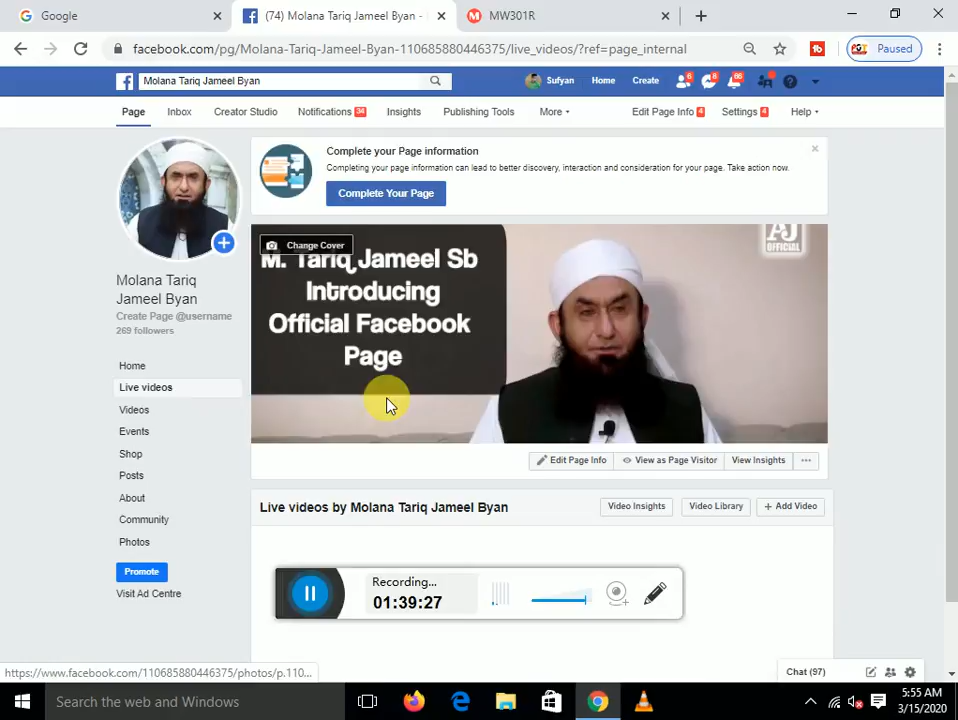 Google
(74) Molana Tariq Jameel Byan -
MW301R
facebook.com/pg/Molana-Tariq-Jameel-Byan-110685880446375/live_videos/?ref=page_internal
Paused
Molana Tariq Jameel Byan
Sufyan
Home
Create
6
8
66
Page
Inbox
Creator Studio
Notifications 34
Insights
Publishing Tools
More
Edit Page Info 4
Settings 4
Help
Complete your Page information
Completing your page information can lead to better discovery, interaction and consideration for your page. Take action now.
Complete Your Page
Change Cover
M. Tariq Jameel Sb
Introducing
Official Facebook
Page
AJ
OFFICIAL
Molana Tariq
Jameel Byan
Create Page @username
269 followers
Home
Live videos
Videos
Events
Shop
Posts
About
Community
Photos
Promote
Visit Ad Centre
Edit Page Info
View as Page Visitor
View Insights
Live videos by Molana Tariq Jameel Byan
Video Insights
Video Library
+ Add Video
Recording...
01:39:27
https://www.facebook.com/110685880446375/photos/p.110...
Chat (97)
Search the web and Windows
5:55 AM
3/15/2020